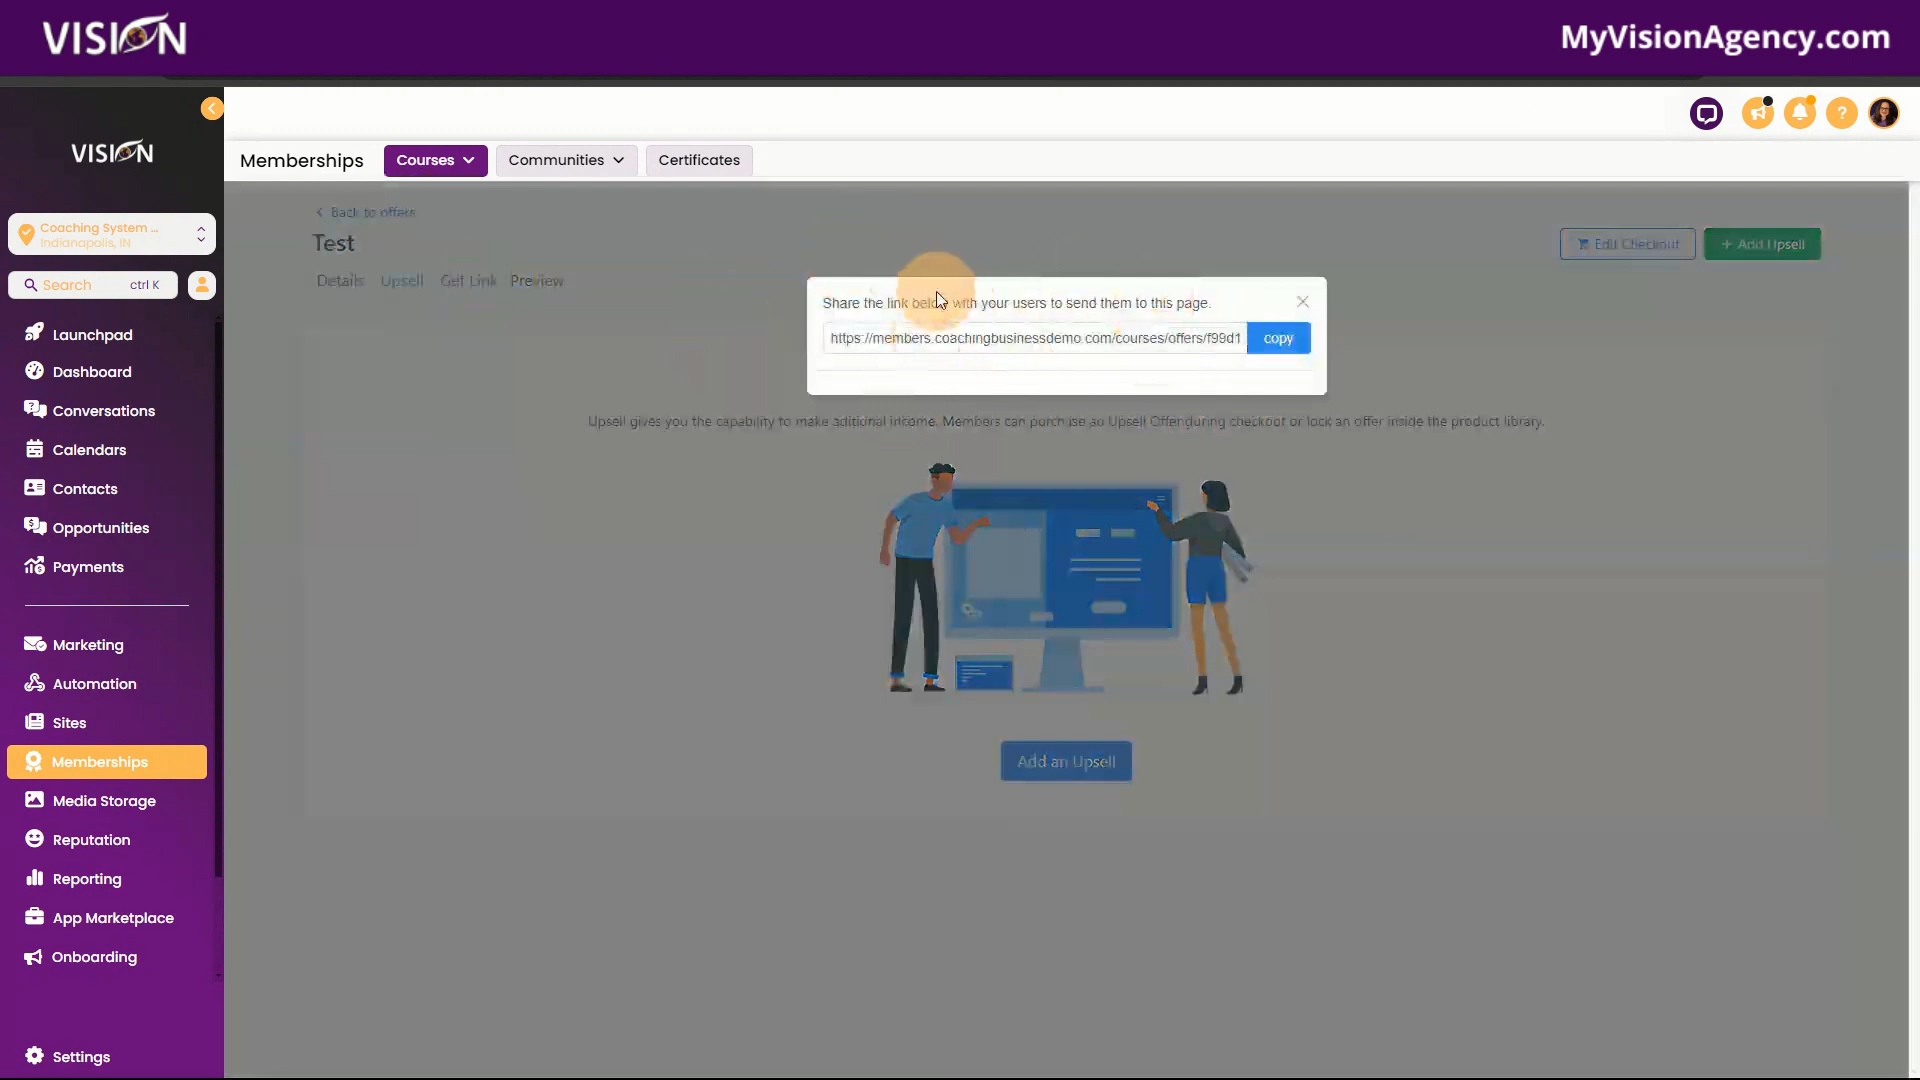 VISION
MyVisionAgency.com
VISION
Coaching System ...
Indianapolis, IN
Search ctrl K
Launchpad
Dashboard
Conversations
Calendars
Contacts
Opportunities
Payments
Marketing
Automation
Sites
Memberships
Media Storage
Reputation
Reporting
App Marketplace
Onboarding
Settings
Memberships Courses Communities Certificates
Back to offers
Test
Edit Checkout + Add Upsell
Details Upsell Get Link Preview
Share the link below with your users to send them to this page.
https://members.coachingbusinessdemo.com/courses/offers/f99d1 copy
Upsell gives you the capability to make aditional income. Members can purchase an Upsell Offer during checkout or lock an offer inside the product library.
Add an Upsell